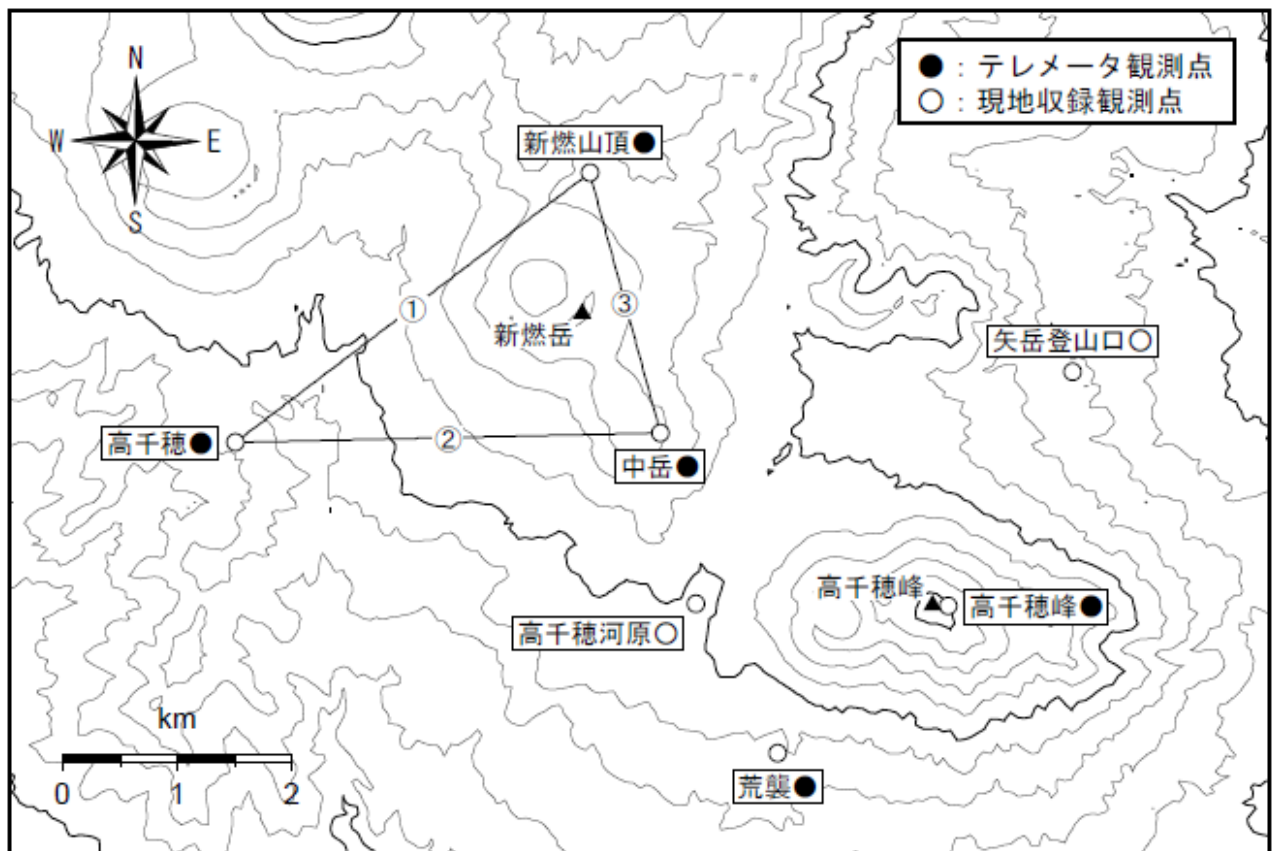 N
W E
S
●：テレメータ観測点
○：現地収録観測点
新燃山頂●
①
③
新燃岳
矢岳登山口○
高千穂●
②
中岳●
高千穂峰
高千穂峰●
高千穂河原○
km
0 1 2
荒襲●